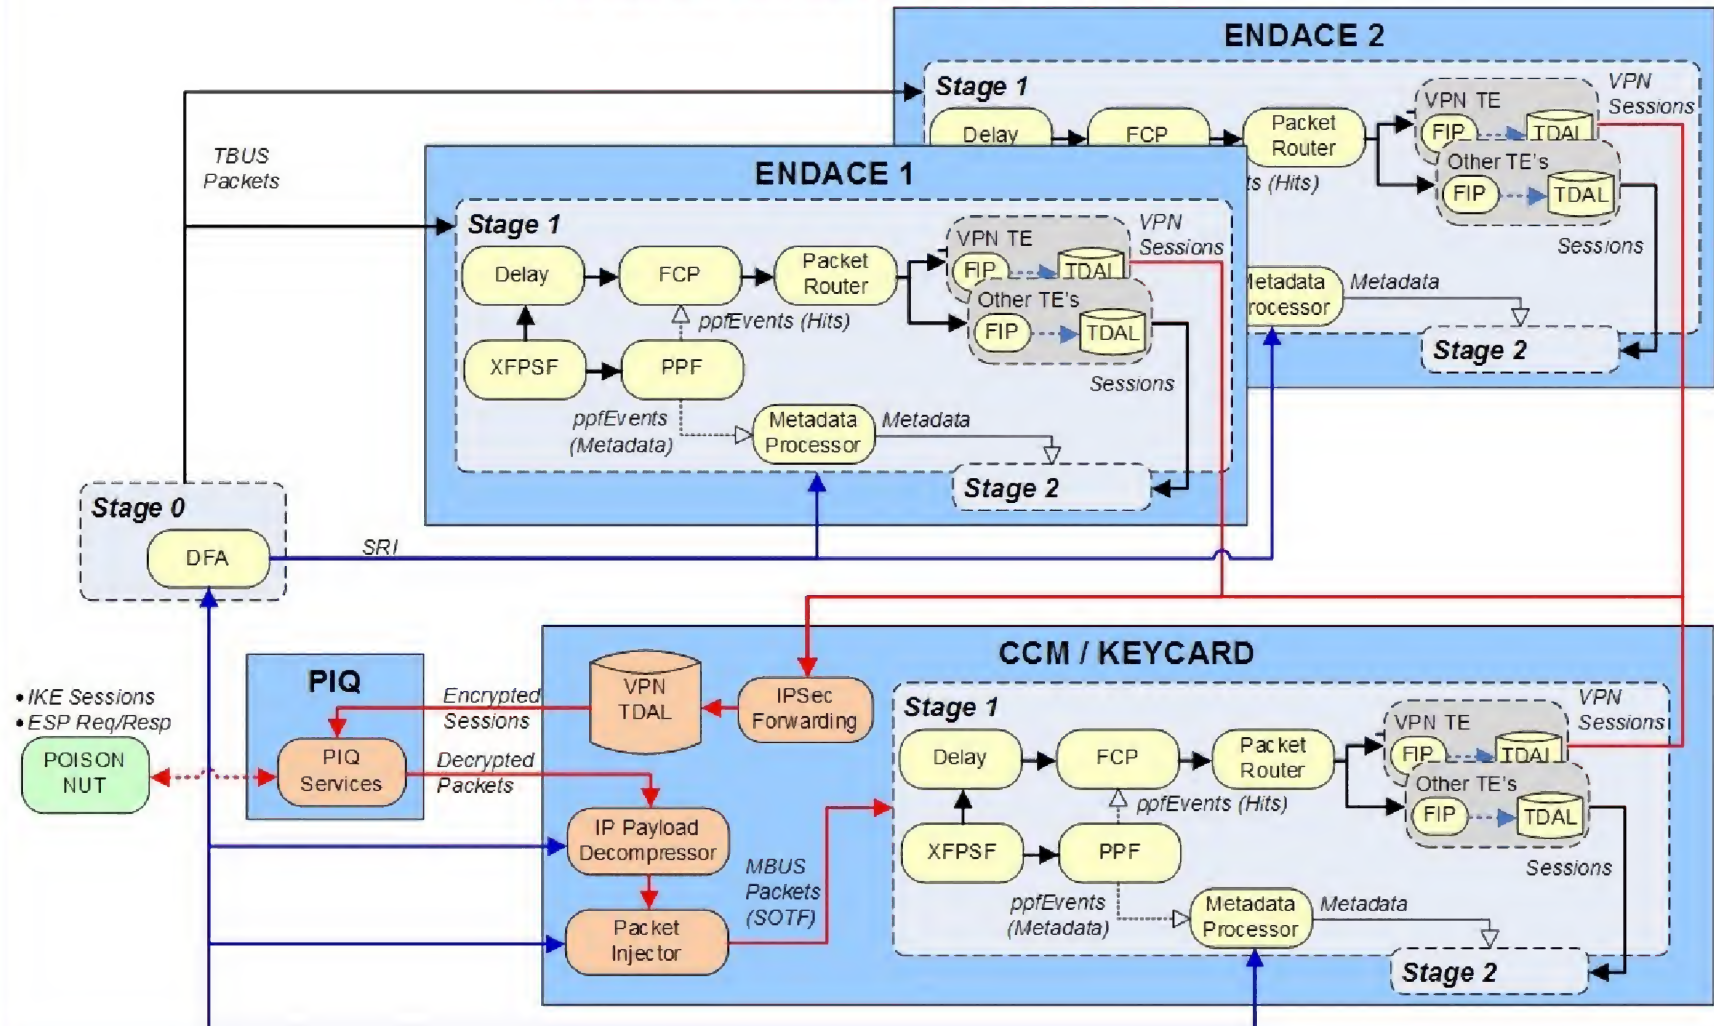 ENDACE 2
Stage 1
Delay
FCP
Packet
Router
VPN TE
FIP
TDAL
VPN
Sessions
Other TE's
FIP
TDAL
Sessions
(Hits)
Metadata
Stage 2
TBUS
Packets
ENDACE 1
Stage 1
Delay
FCP
Packet
Router
VPN TE
FIP
TDAL
VPN
Sessions
Other TE's
FIP
TDAL
Sessions
ppfEvents (Hits)
XFPSF
PPF
ppfEvents
(Metadata)
Metadata
Processor
Metadata
Stage 2
Stage 0
DFA
SRI
• IKE Sessions
• ESP Req/Resp
POISON
NUT
PIQ
PIQ
Services
Encrypted
Sessions
Decrypted
Packets
CCM / KEYCARD
VPN
TDAL
IPSec
Forwarding
IP Payload
Decompressor
Packet
Injector
MBUS
Packets
(SOTF)
Stage 1
Delay
FCP
Packet
Router
VPN TE
FIP
TDAL
VPN
Sessions
Other TE's
FIP
TDAL
Sessions
ppfEvents (Hits)
XFPSF
PPF
ppfEvents
(Metadata)
Metadata
Processor
Metadata
Stage 2